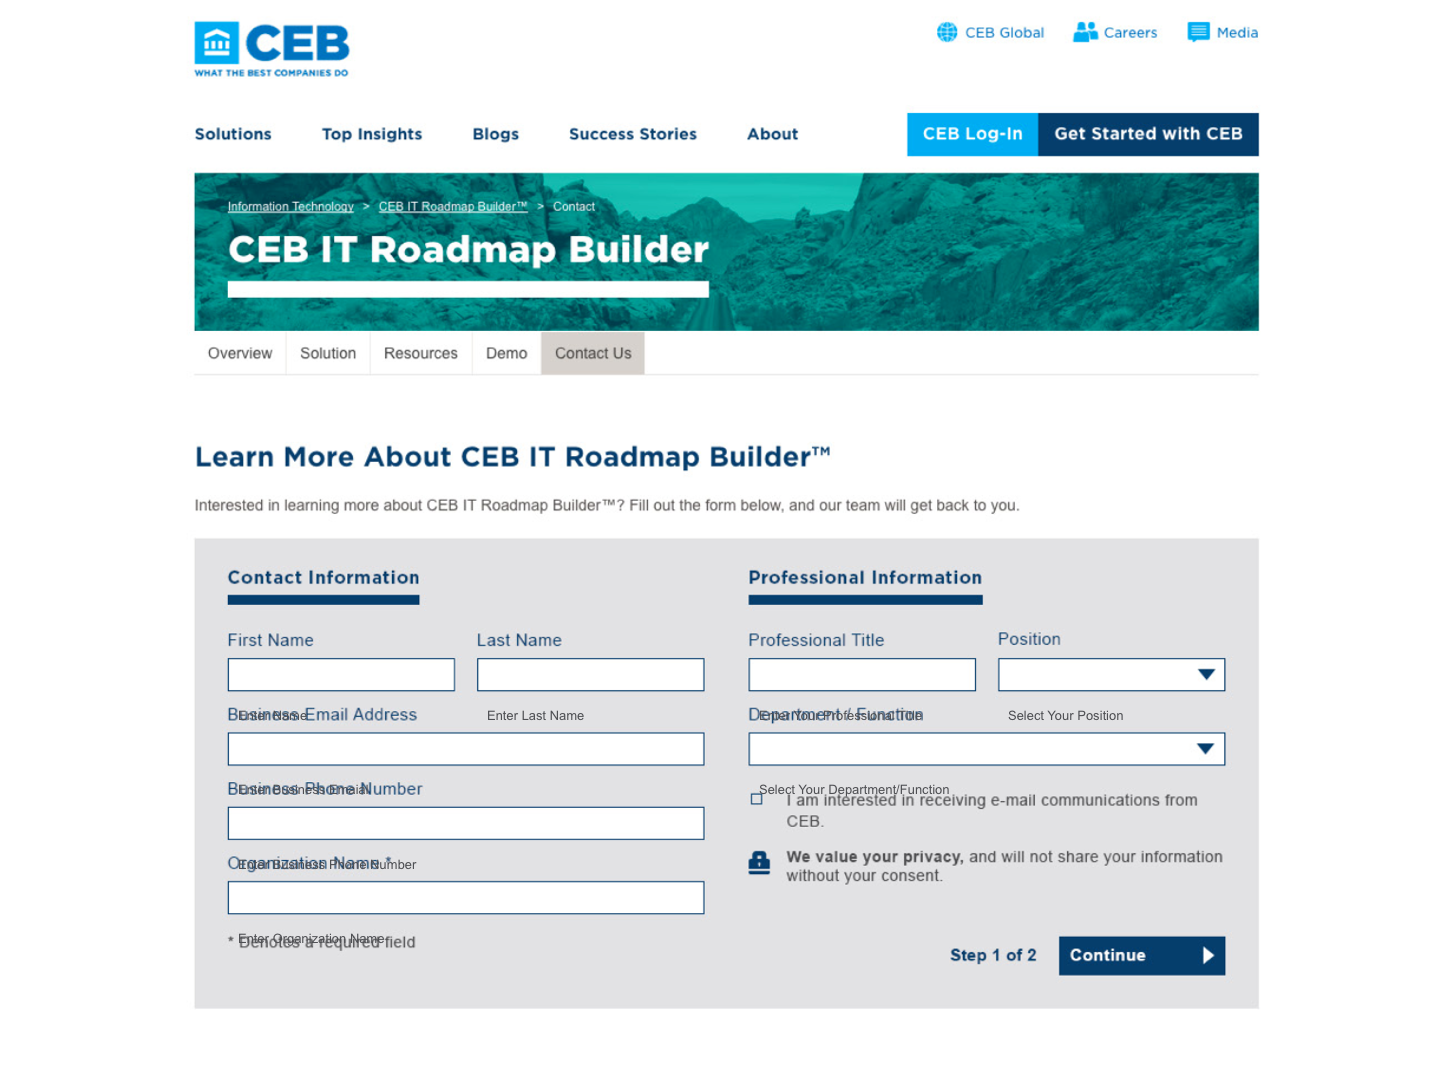 CEB
WHAT THE BEST COMPANIES DO
CEB Global
Careers
Media
Solutions
Top Insights
Blogs
Success Stories
About
CEB Log-In
Get Started with CEB
Information Technology > CEB IT Roadmap Builder™ > Contact
CEB IT Roadmap Builder
Overview
Solution
Resources
Demo
Contact Us
Learn More About CEB IT Roadmap Builder™
Interested in learning more about CEB IT Roadmap Builder™? Fill out the form below, and our team will get back to you.
Contact Information
First Name
Last Name
Enter Name
Enter Last Name
Business Email Address
Business Phone Number
Organization Name *
Enter Business Phone Number
Enter Organization Name
* Denotes a required field
Professional Information
Professional Title
Position
Enter Your Professional Title
Select Your Position
Department / Function
Select Your Department/Function
I am interested in receiving e-mail communications from
CEB.
We value your privacy, and will not share your information
without your consent.
Step 1 of 2
Continue